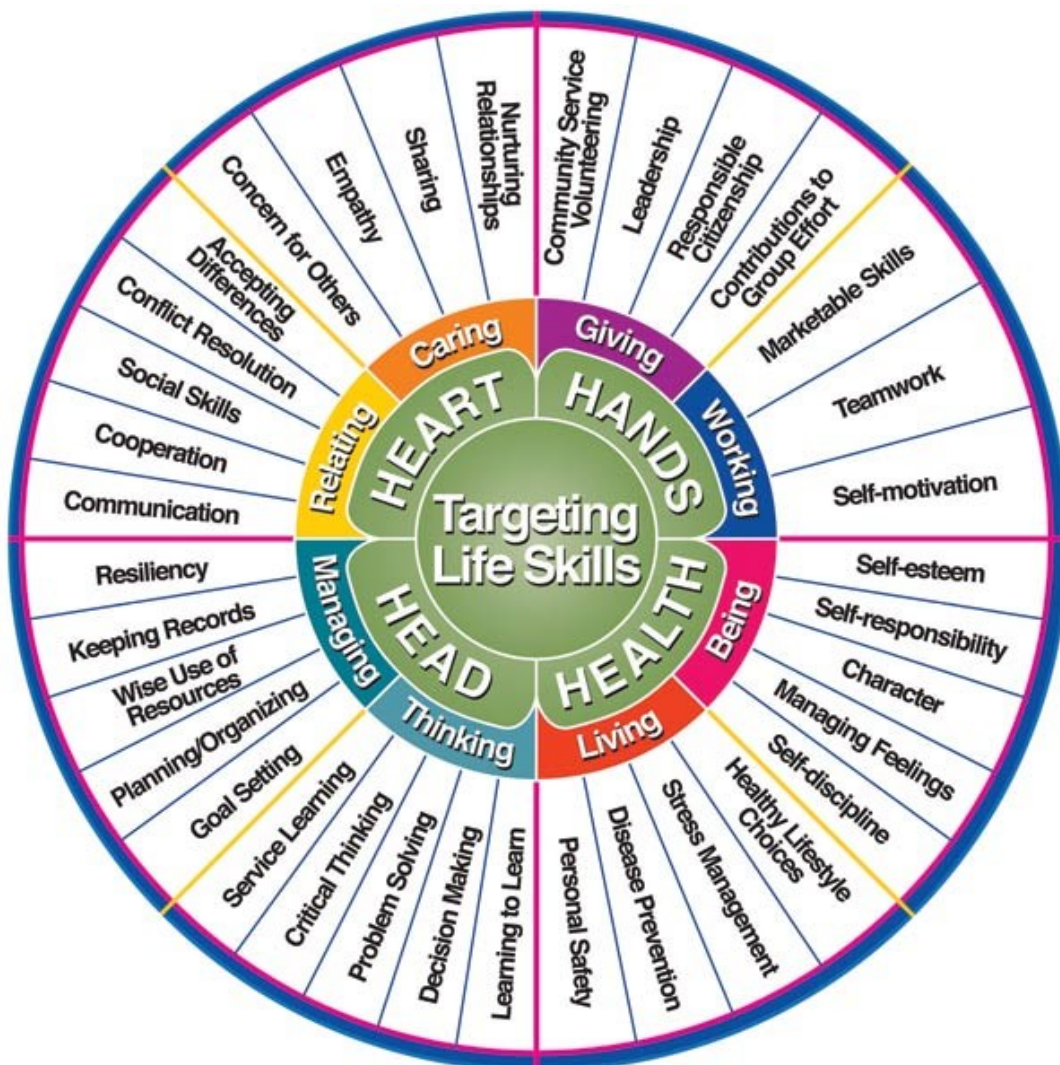 Targeting
Life Skills
HEART
HANDS
HEALTH
HEAD
Caring
Giving
Working
Being
Living
Thinking
Managing
Relating
Nurturing
Relationships
Sharing
Empathy
Concern for Others
Community Service
Volunteering
Leadership
Responsible
Citizenship
Contributions to
Group Effort
Marketable Skills
Teamwork
Self-motivation
Self-esteem
Self-responsibility
Character
Managing Feelings
Self-discipline
Healthy Lifestyle
Choices
Stress Management
Disease Prevention
Personal Safety
Learning to Learn
Decision Making
Problem Solving
Critical Thinking
Service Learning
Goal Setting
Planning/Organizing
Wise Use of
Resources
Keeping Records
Resiliency
Communication
Cooperation
Social Skills
Conflict Resolution
Accepting
Differences